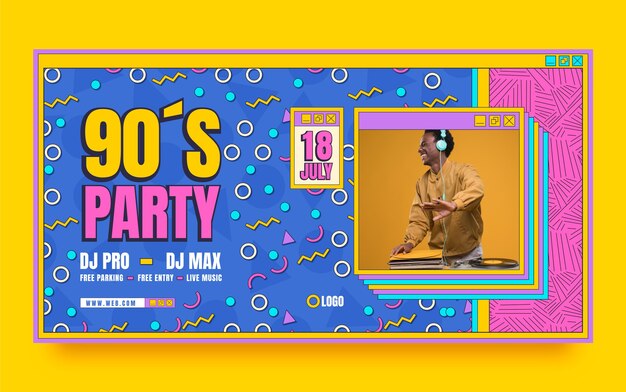 90´S
PARTY
DJ PRO – DJ MAX
FREE PARKING – FREE ENTRY – LIVE MUSIC
WWW.WEB.COM
18
JULY
LOGO